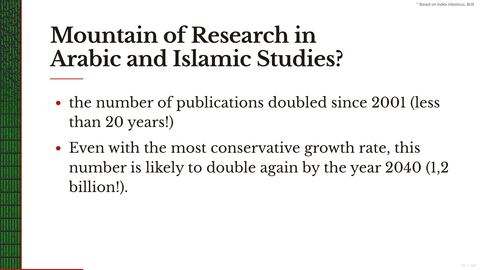 * Based on Index Islamicus, Brill
Mountain of Research in
Arabic and Islamic Studies?
• the number of publications doubled since 2001 (less
than 20 years!)
• Even with the most conservative growth rate, this
number is likely to double again by the year 2040 (1,2
billion!).